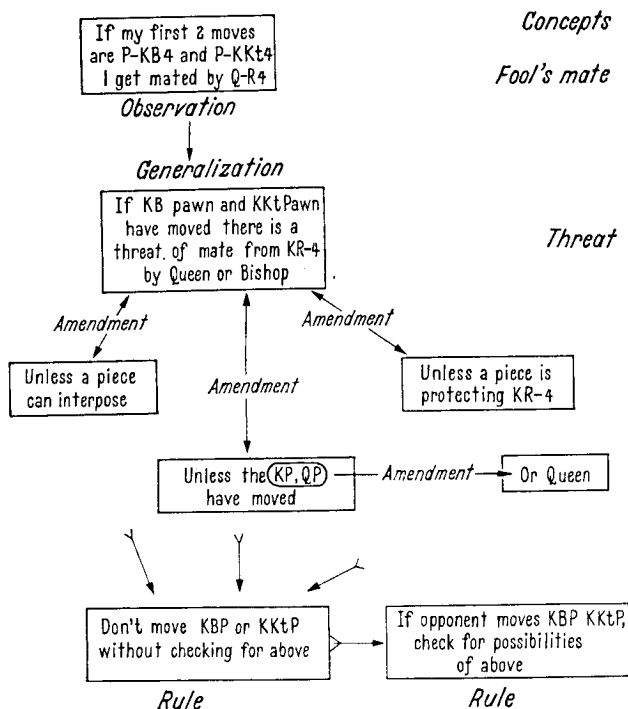 Concepts
If my first 2 moves
are P-KB4 and P-KKt4
I get mated by Q-R4
Fool's mate
Observation
Generalization
If KB pawn and KKtPawn
have moved there is a
threat of mate from KR-4
by Queen or Bishop
Threat
Amendment
Amendment
Amendment
Unless a piece
can interpose
Unless a piece is
protecting KR-4
Unless the KP, QP
have moved
Amendment
Or Queen
Don't move KBP or KKtP
without checking for above
If opponent moves KBP KKtP,
check for possibilities
of above
Rule
Rule